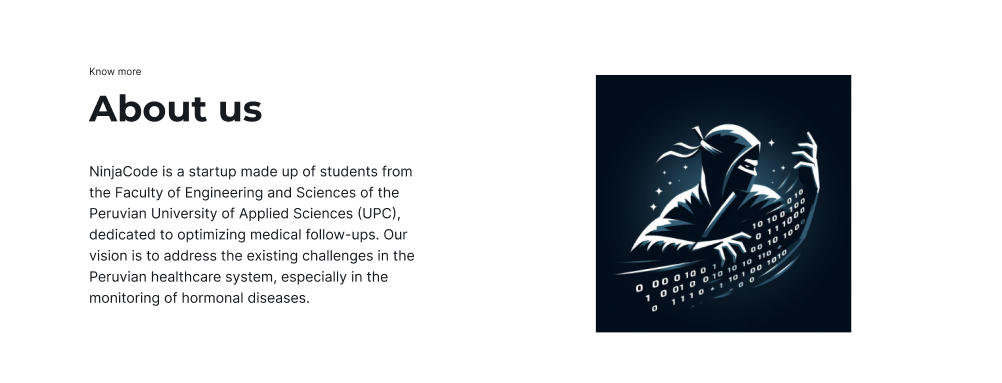 Know more
About us
NinjaCode is a startup made up of students from
the Faculty of Engineering and Sciences of the
Peruvian University of Applied Sciences (UPC),
dedicated to optimizing medical follow-ups. Our
vision is to address the existing challenges in the
Peruvian healthcare system, especially in the
monitoring of hormonal diseases.